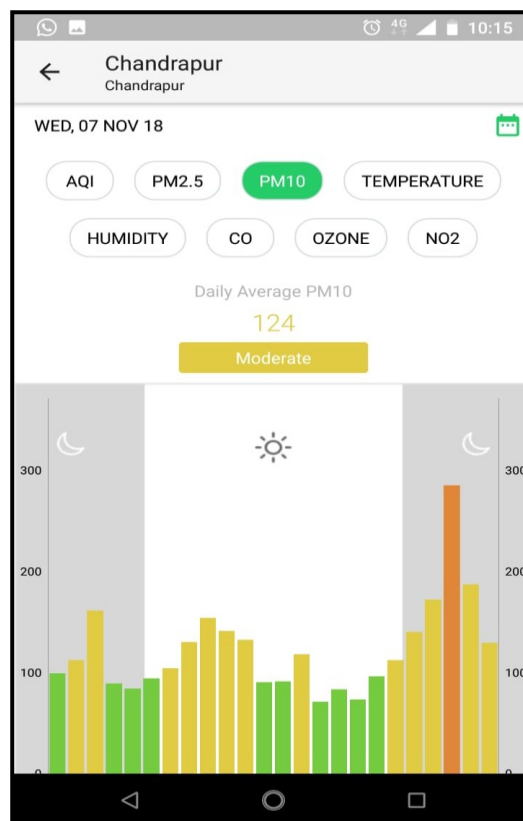 4G 10:15
Chandrapur
Chandrapur
WED, 07 NOV 18
AQI PM2.5 PM10 TEMPERATURE
HUMIDITY CO OZONE NO2
Daily Average PM10
124
Moderate
300 300
200 200
100 100
0 0